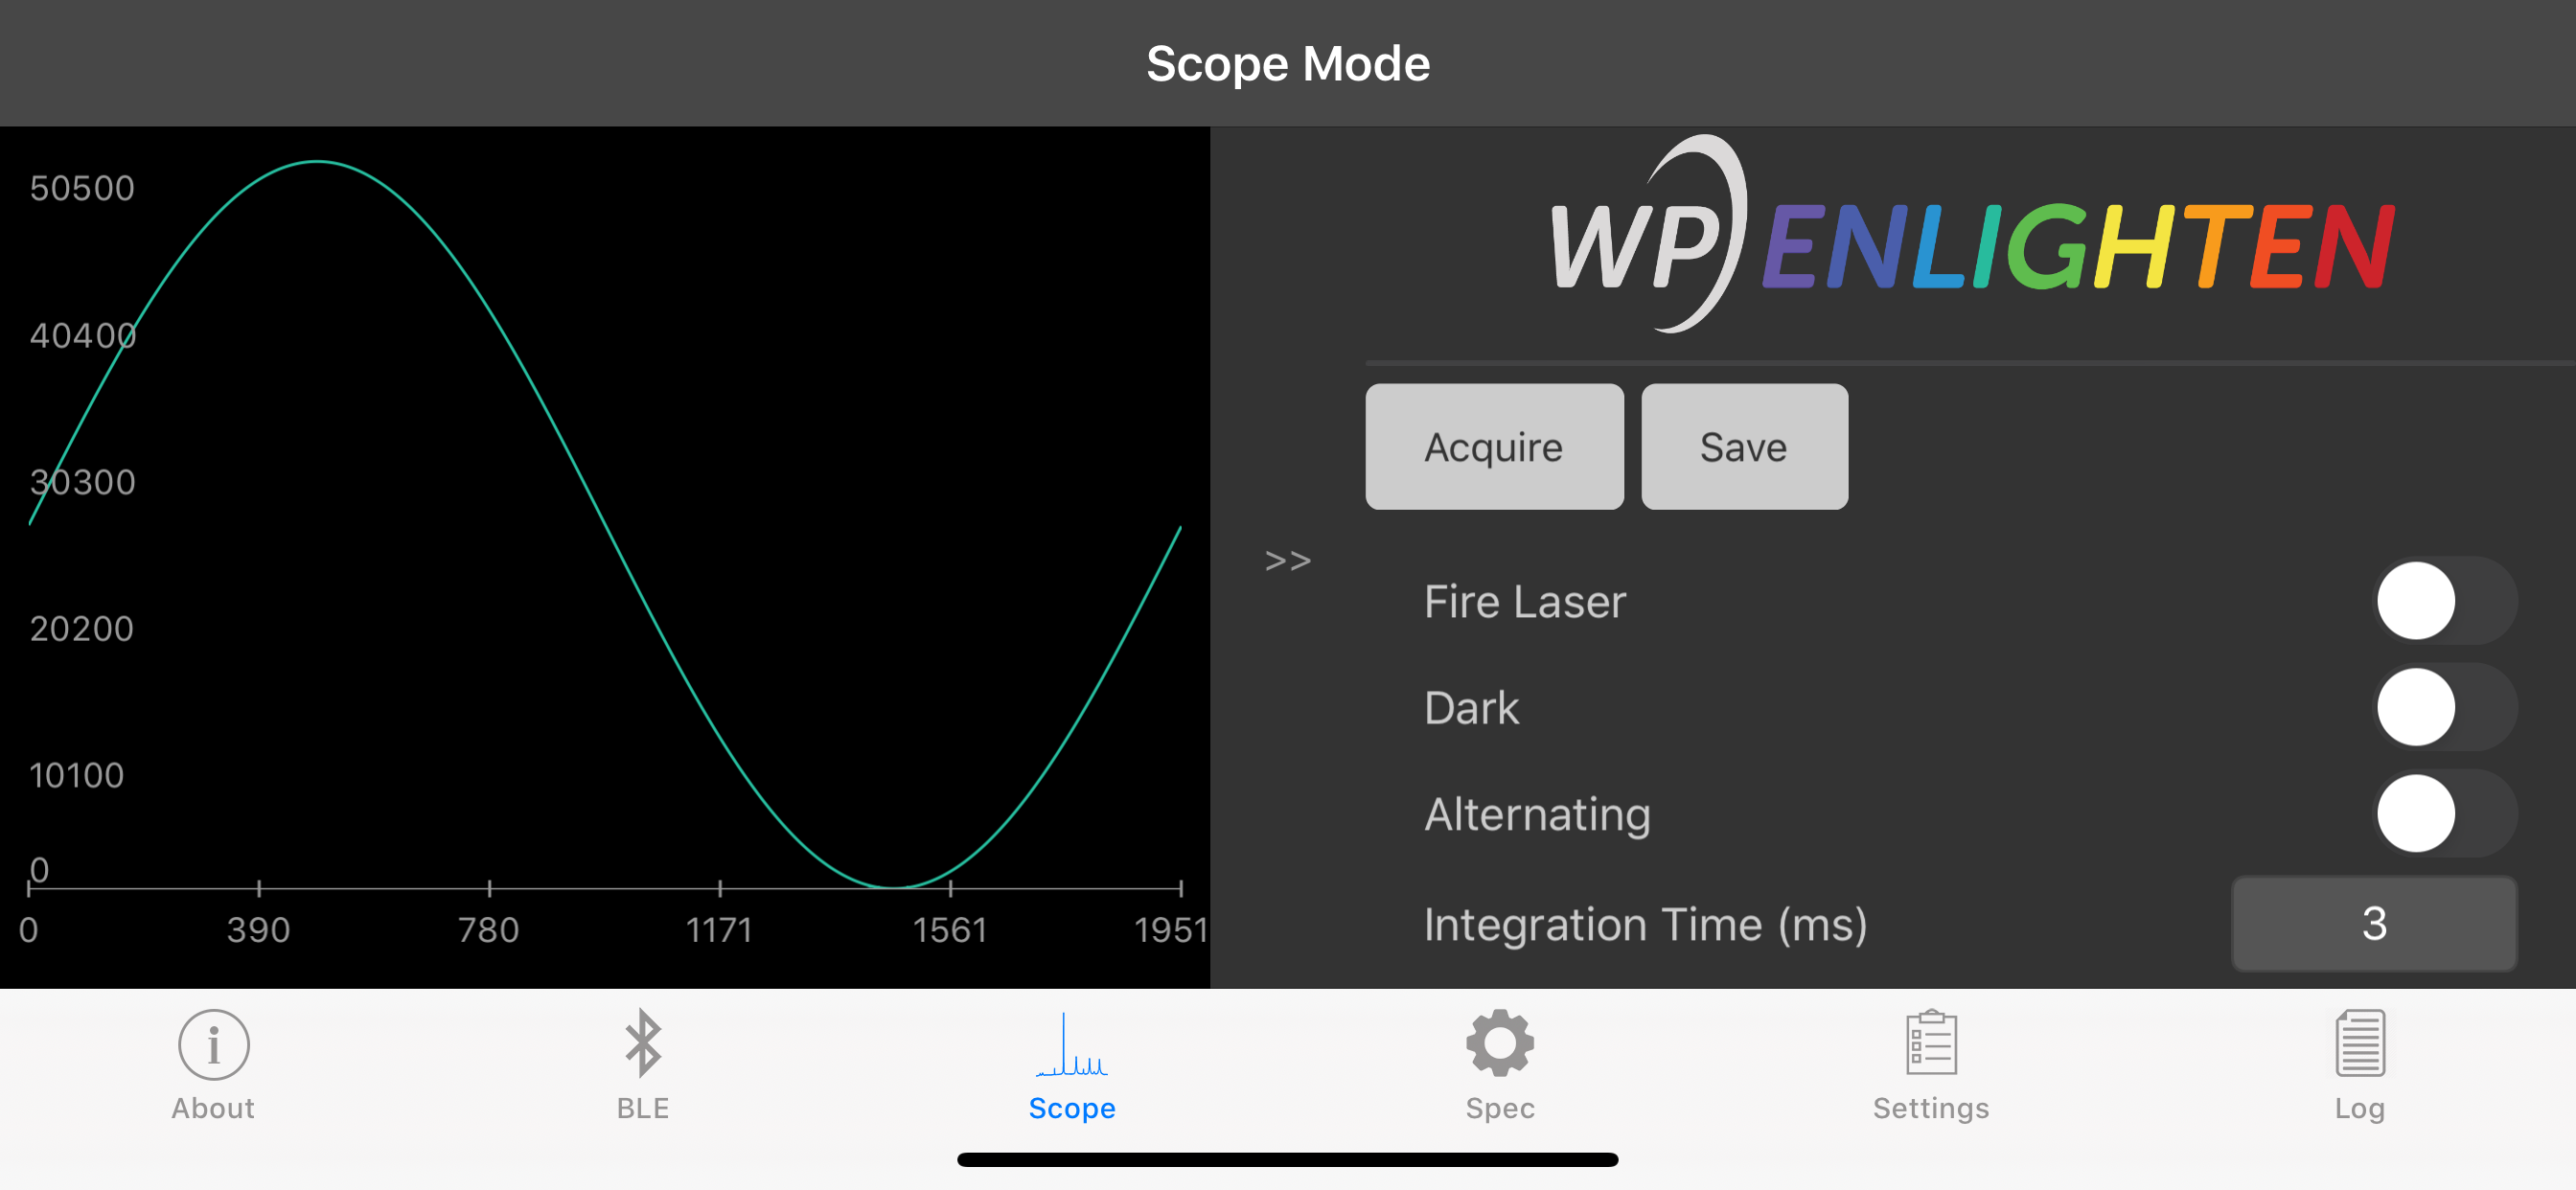 Scope Mode
50500
40400
30300
20200
10100
0
0 390 780 1171 1561 1951
WP ENLIGHTEN
Acquire Save
>>
Fire Laser
Dark
Alternating
Integration Time (ms) 3
About BLE Scope Spec Settings Log